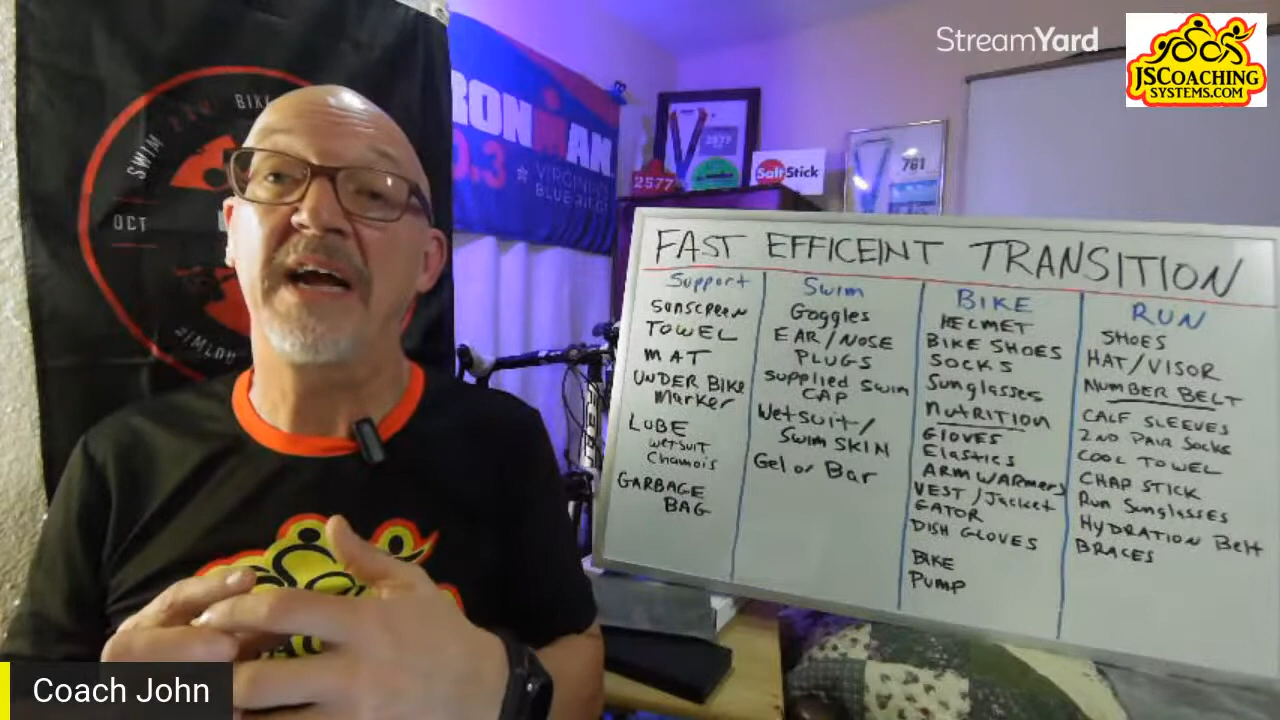 StreamYard
JSCOACHING
SYSTEMS.COM
BIKE
SWIM
OCT
IRONMAN
0.3
VIRGINIA'S
BLUE RIDGE
2577
2577
SaltStick
781
FAST EFFICEINT TRANSITION
Support
SUNSCREEN
TOWEL
MAT
UNDER BIKE
MARKER
LUBE
WETSUIT
Chamois
GARBAGE
BAG
Swim
Goggles
EAR/NOSE
PLUGS
Supplied Swim
CAP
Wetsuit/
Swim SKIN
Gel or Bar
BIKE
HELMET
BIKE SHOES
SOCKS
Sunglasses
NUTRITION
GLOVES
Elastics
ARM WARMERS
VEST/Jacket
GATOR
DISH GLOVES
BIKE
PUMP
RUN
SHOES
HAT/VISOR
NUMBER BELT
CALF SLEEVES
2ND PAIR SOCKS
COOL TOWEL
CHAP STICK
RUN Sunglasses
HYDRATION Belt
BRACES
Coach John